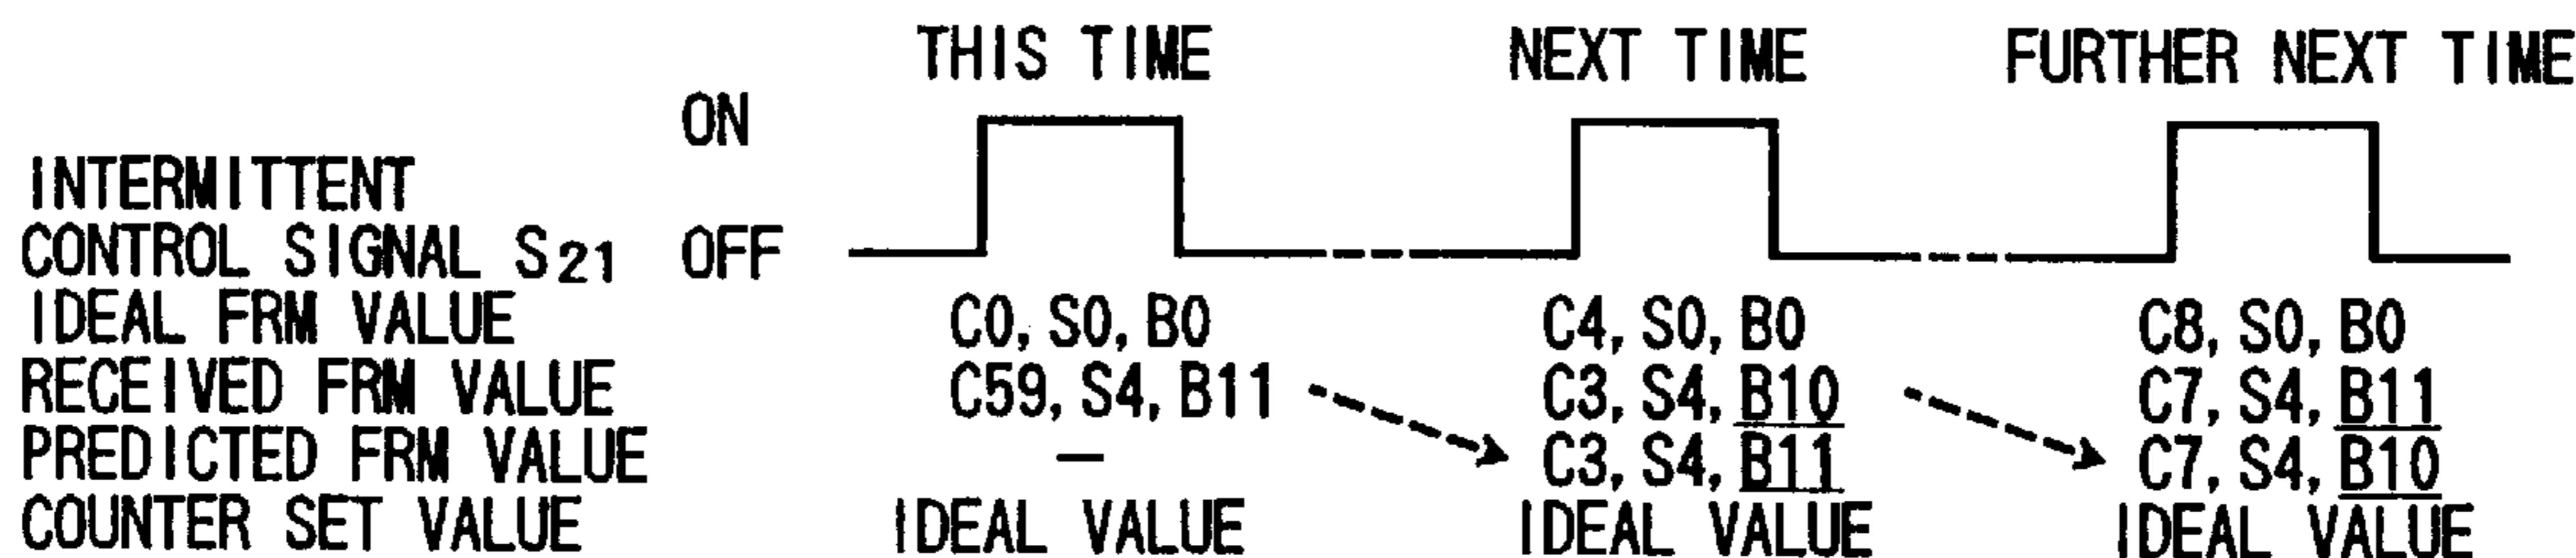 THIS TIME NEXT TIME FURTHER NEXT TIME
ON
INTERMITTENT
CONTROL SIGNAL S21 OFF
IDEAL FRM VALUE C0, S0, B0 C4, S0, B0 C8, S0, B0
RECEIVED FRM VALUE C59, S4, B11 C3, S4, B10 C7, S4, B11
PREDICTED FRM VALUE — C3, S4, B11 C7, S4, B10
COUNTER SET VALUE IDEAL VALUE IDEAL VALUE IDEAL VALUE